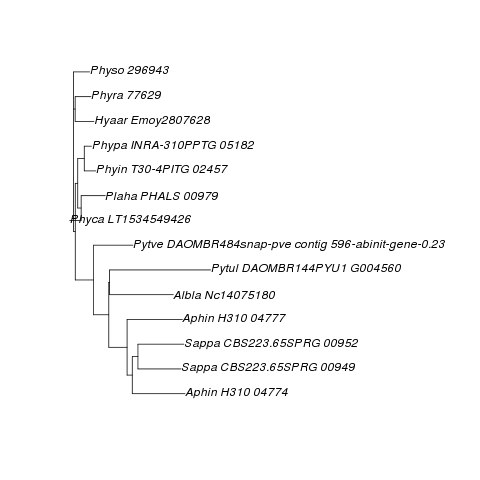 Physo 296943
Phyra 77629
Hyaar Emoy2807628
Phypa INRA-310PPTG 05182
Phyin T30-4PITG 02457
Plaha PHALS 00979
Phyca LT1534549426
Pytve DAOMBR484snap-pve contig 596-abinit-gene-0.23
Pytul DAOMBR144PYU1 G004560
Albla Nc14075180
Aphin H310 04777
Sappa CBS223.65SPRG 00952
Sappa CBS223.65SPRG 00949
Aphin H310 04774